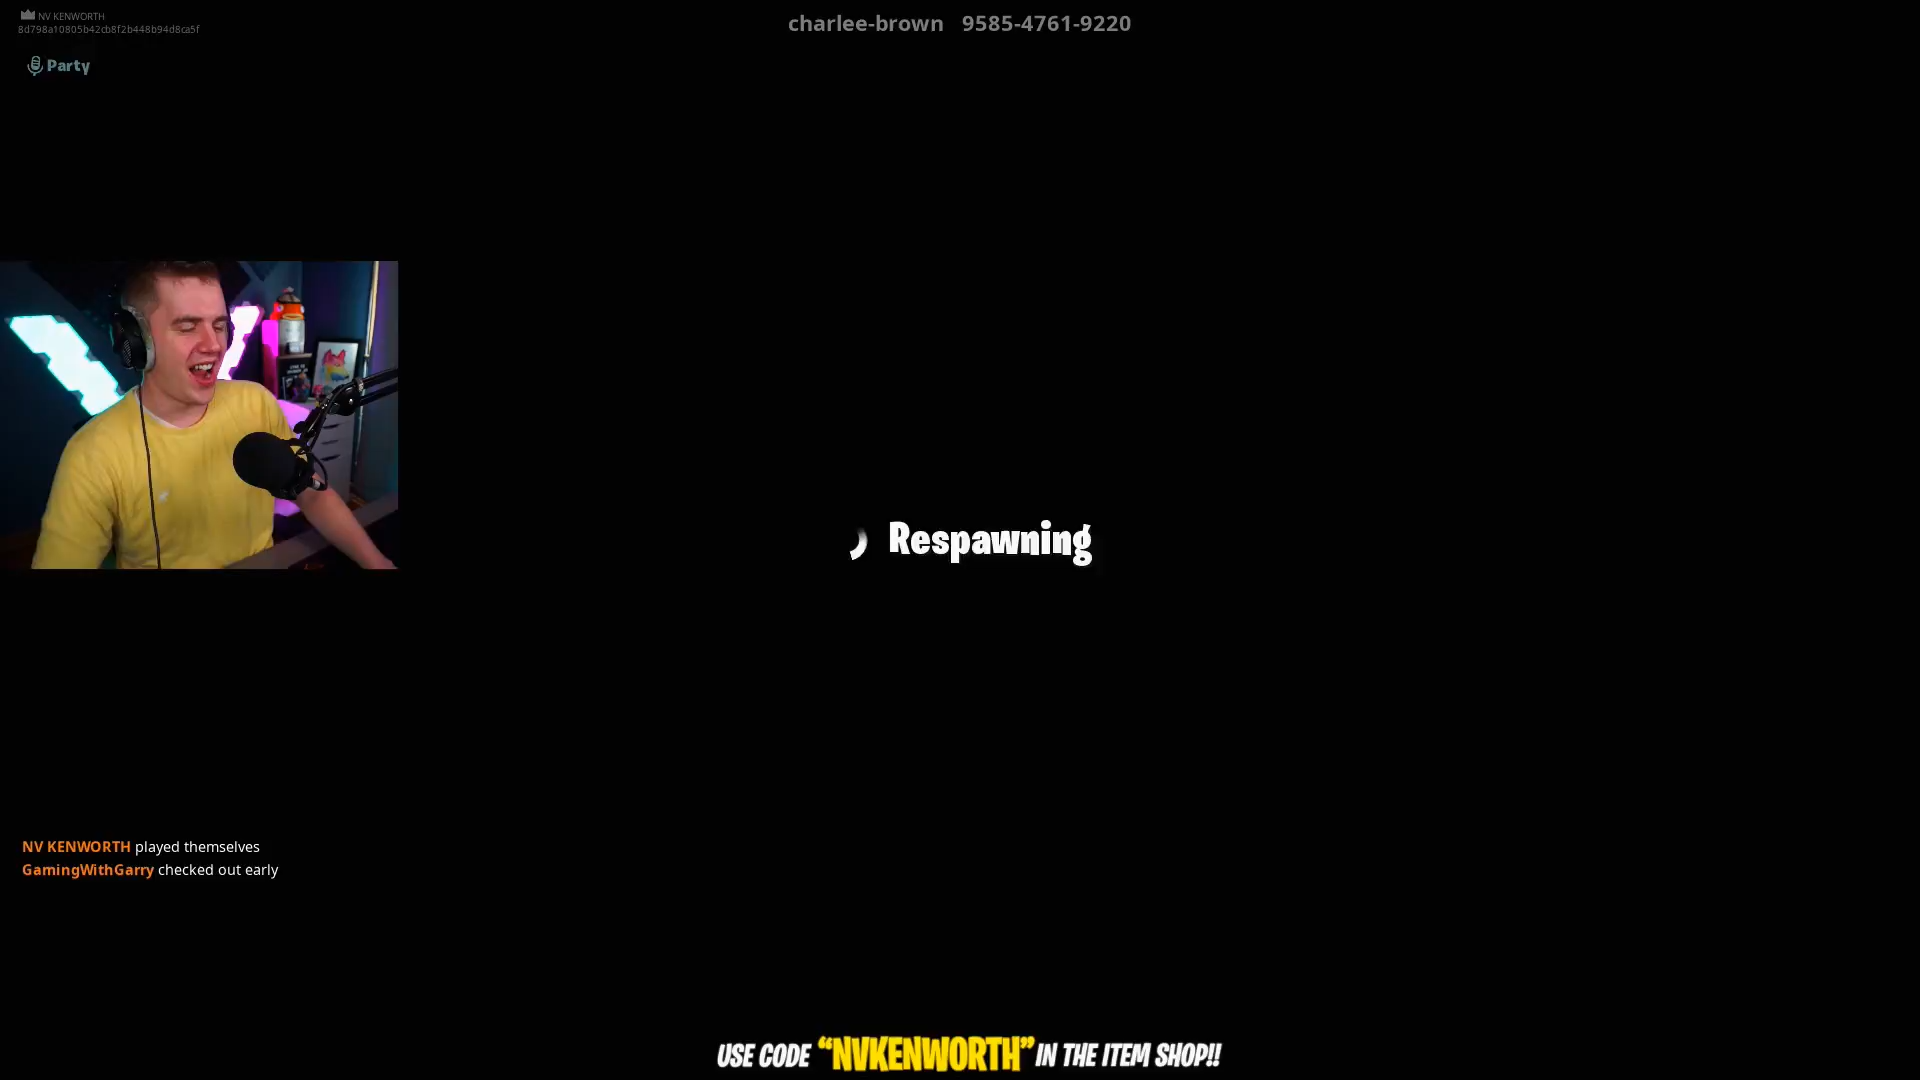 NV KENWORTH
8d798a10805b42cb8f2b448b94d8ca5f
charlee-brown 9585-4761-9220
Party
Respawning
NV KENWORTH played themselves
GamingWithGarry checked out early
USE CODE “NVKENWORTH” IN THE ITEM SHOP!!